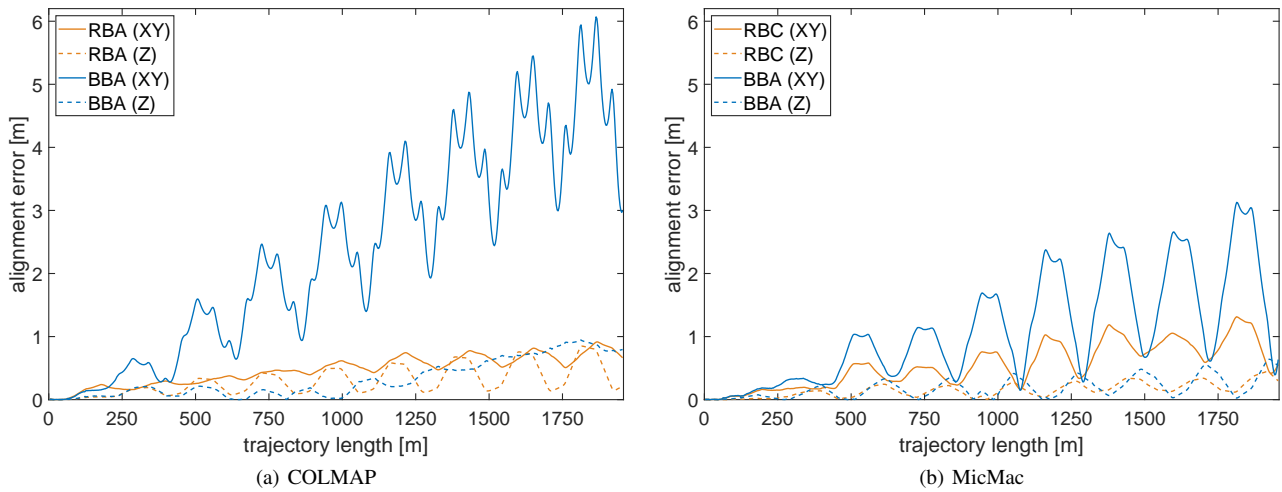 6
5
4
3
2
1
0
alignment error [m]
RBA (XY)
RBA (Z)
BBA (XY)
BBA (Z)
0 250 500 750 1000 1250 1500 1750
trajectory length [m]
(a) COLMAP
6
5
4
3
2
1
0
alignment error [m]
RBC (XY)
RBC (Z)
BBA (XY)
BBA (Z)
0 250 500 750 1000 1250 1500 1750
trajectory length [m]
(b) MicMac